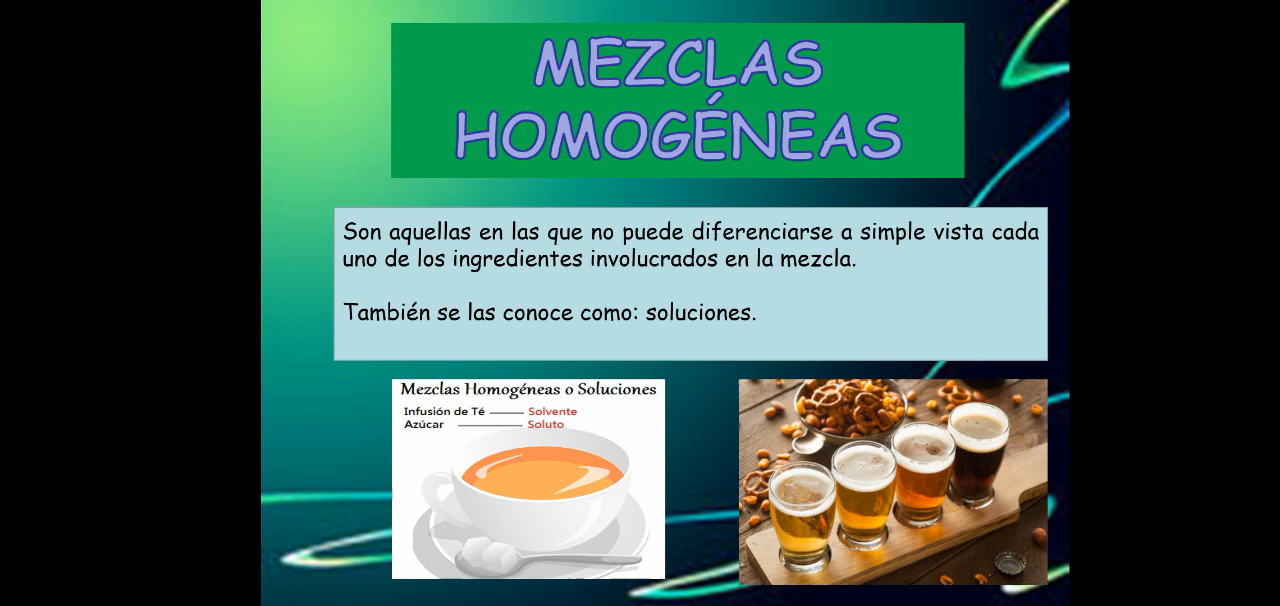 MEZCLAS
HOMOGÉNEAS
Son aquellas en las que no puede diferenciarse a simple vista cada
uno de los ingredientes involucrados en la mezcla.
También se las conoce como: soluciones.
Mezclas Homogéneas o Soluciones
Infusión de Té Solvente
Azúcar Soluto